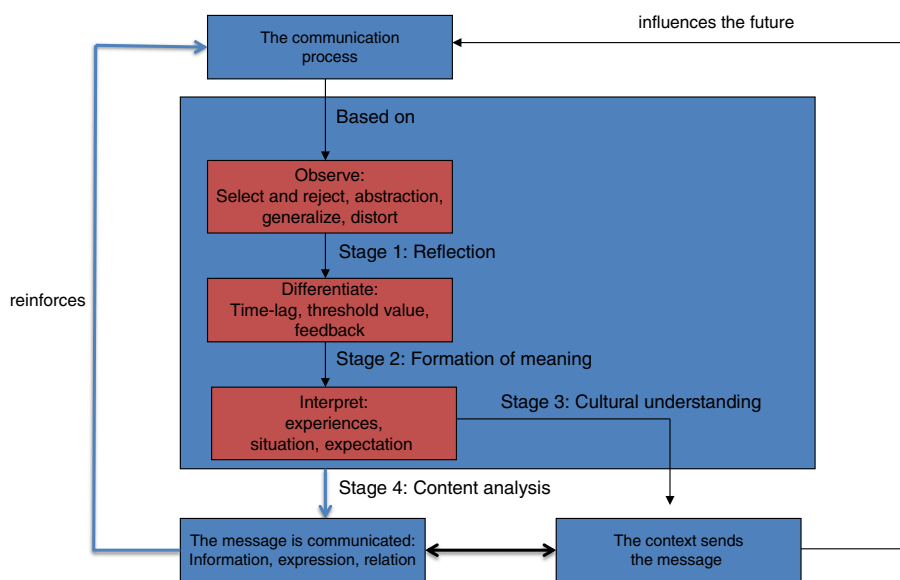 influences the future
The communication
process
Based on
Observe:
Select and reject, abstraction,
generalize, distort
Stage 1: Reflection
reinforces
Differentiate:
Time-lag, threshold value,
feedback
Stage 2: Formation of meaning
Interpret:
experiences,
situation, expectation
Stage 3: Cultural understanding
Stage 4: Content analysis
The message is communicated:
Information, expression, relation
The context sends
the message